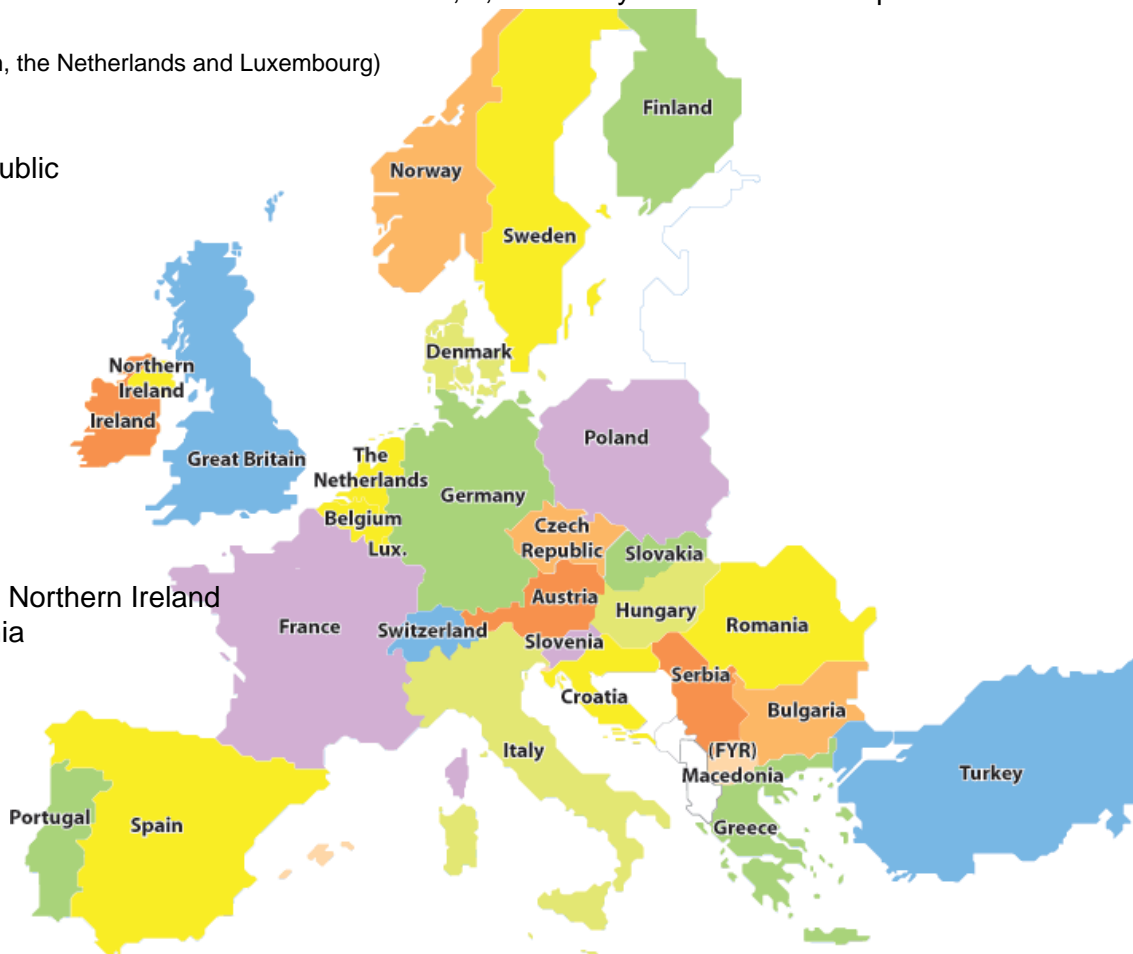 , the Netherlands and Luxembourg)
Finland
ublic
Norway
Sweden
Denmark
Northern
Ireland
Ireland
Poland
Great Britain
The
Netherlands
Germany
Belgium
Czech
Republic
Lux.
Slovakia
Northern Ireland
Austria
Hungary
ia
France
Switzerland
Romania
Slovenia
Serbia
Croatia
Bulgaria
Italy
(FYR)
Macedonia
Turkey
Portugal
Spain
Greece